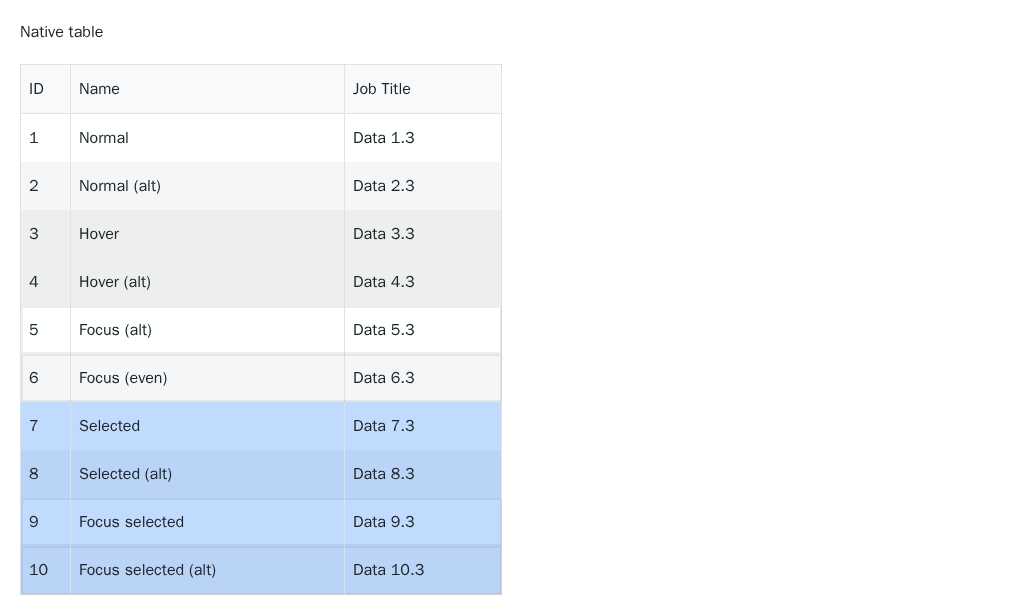 Native table
ID Name Job Title
1 Normal Data 1.3
2 Normal (alt) Data 2.3
3 Hover Data 3.3
4 Hover (alt) Data 4.3
5 Focus (alt) Data 5.3
6 Focus (even) Data 6.3
7 Selected Data 7.3
8 Selected (alt) Data 8.3
9 Focus selected Data 9.3
10 Focus selected (alt) Data 10.3